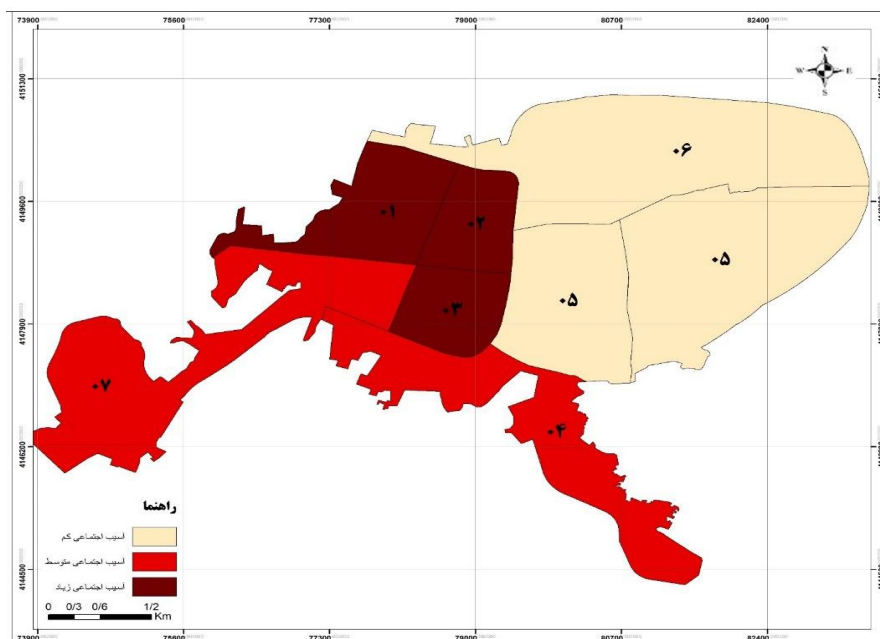 73900 75600 77300 79000 80700 82400
4151300
N
W E
S
۰۶
4149600
۰۱ ۰۲
۰۵
۰۵
۰۳
4147900
۰۷
4146200
۰۴
راهنما
آسیب اجتماعی کم
آسیب اجتماعی متوسط
آسیب اجتماعی زیاد
4144500
0 0/3 0/6 1/2
Km
73900 75600 77300 79000 80700 82400